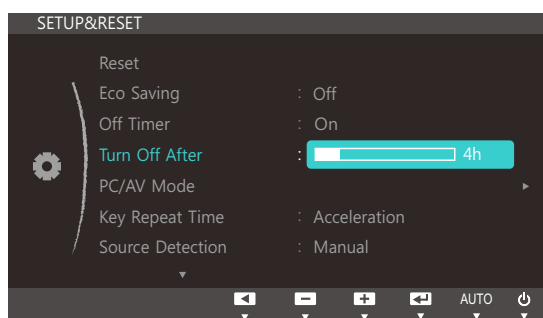 SETUP&RESET
Reset
Eco Saving : Off
Off Timer : On
Turn Off After : 4h
PC/AV Mode
Key Repeat Time : Acceleration
Source Detection : Manual
AUTO